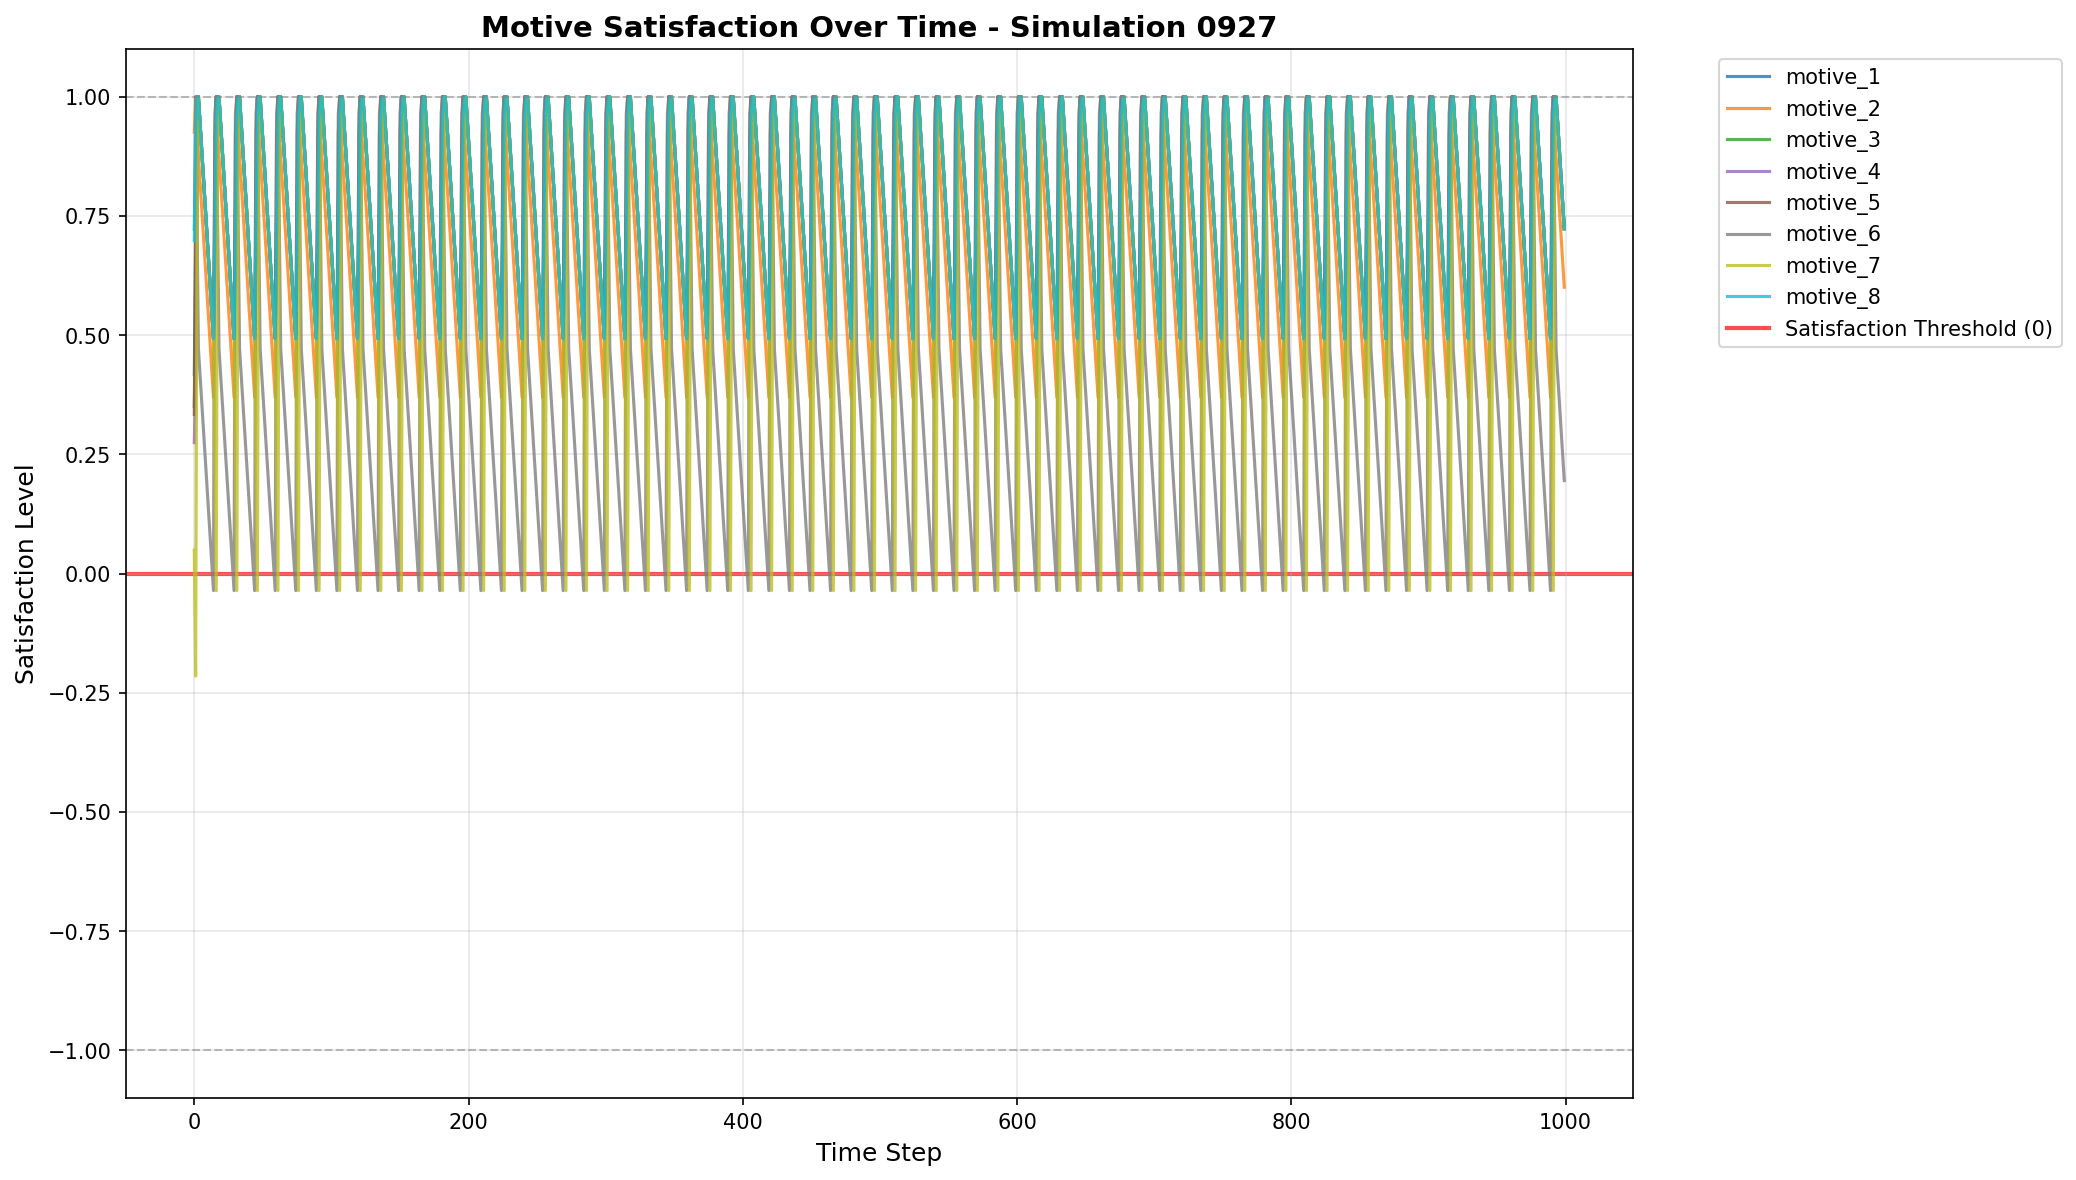 Motive Satisfaction Over Time - Simulation 0927
1.00
0.75
0.50
0.25
0.00
−0.25
−0.50
−0.75
−1.00
Satisfaction Level
0
200
400
600
800
1000
Time Step
motive_1
motive_2
motive_3
motive_4
motive_5
motive_6
motive_7
motive_8
Satisfaction Threshold (0)